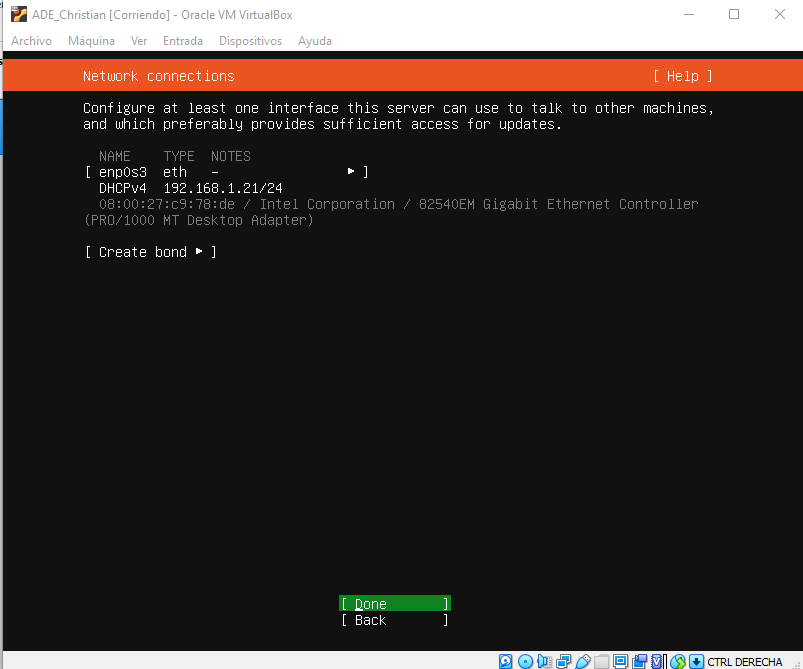 ADE_Christian [Corriendo] - Oracle VM VirtualBox
Archivo Máquina Ver Entrada Dispositivos Ayuda
Network connections [ Help ]
Configure at least one interface this server can use to talk to other machines,
and which preferably provides sufficient access for updates.
NAME TYPE NOTES
[ enp0s3 eth - ▸ ]
DHCPv4 192.168.1.21/24
08:00:27:c9:78:de / Intel Corporation / 82540EM Gigabit Ethernet Controller
(PRO/1000 MT Desktop Adapter)
[ Create bond ▸ ]
[ Done ]
[ Back ]
CTRL DERECHA